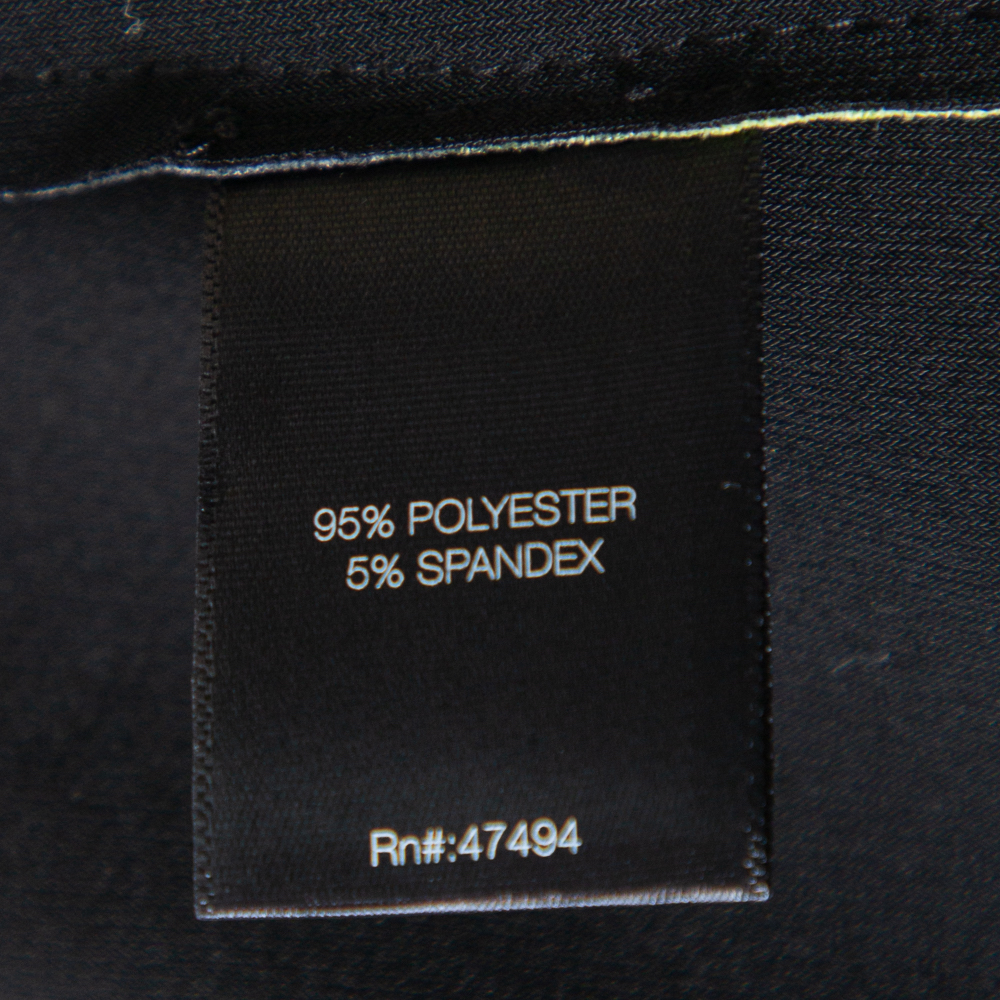 95% POLYESTER
5% SPANDEX
Rn#:47494